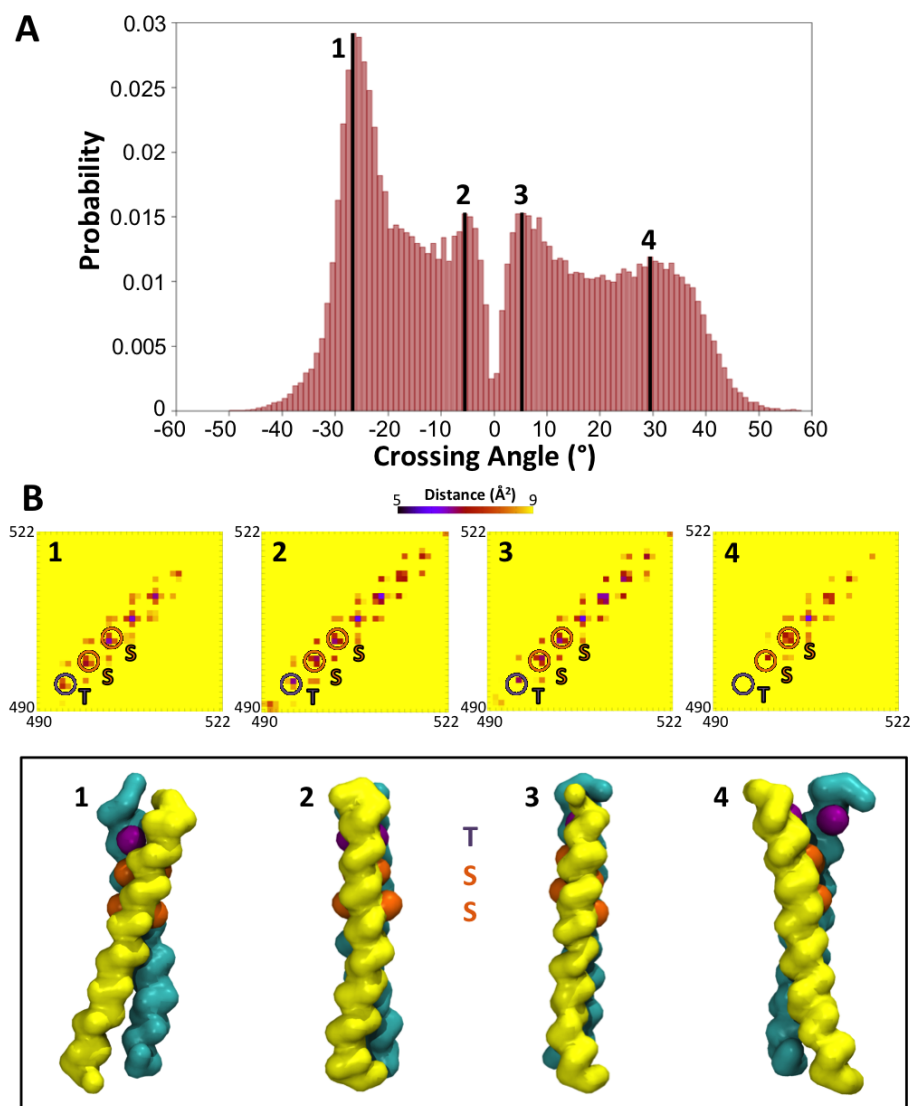 A
0.03
0.025
0.02
0.015
0.01
0.005
0
Probability
1
2
3
4
-60 -50 -40 -30 -20 -10 0 10 20 30 40 50 60
Crossing Angle (°)
B
5 Distance (Å²) 9
522 522 522 522
1 2 3 4
S S S S
S S S S
T T T T
490 490 490 490
490 522 490 522 490 522 490 522
1 2 3 4
T
S
S